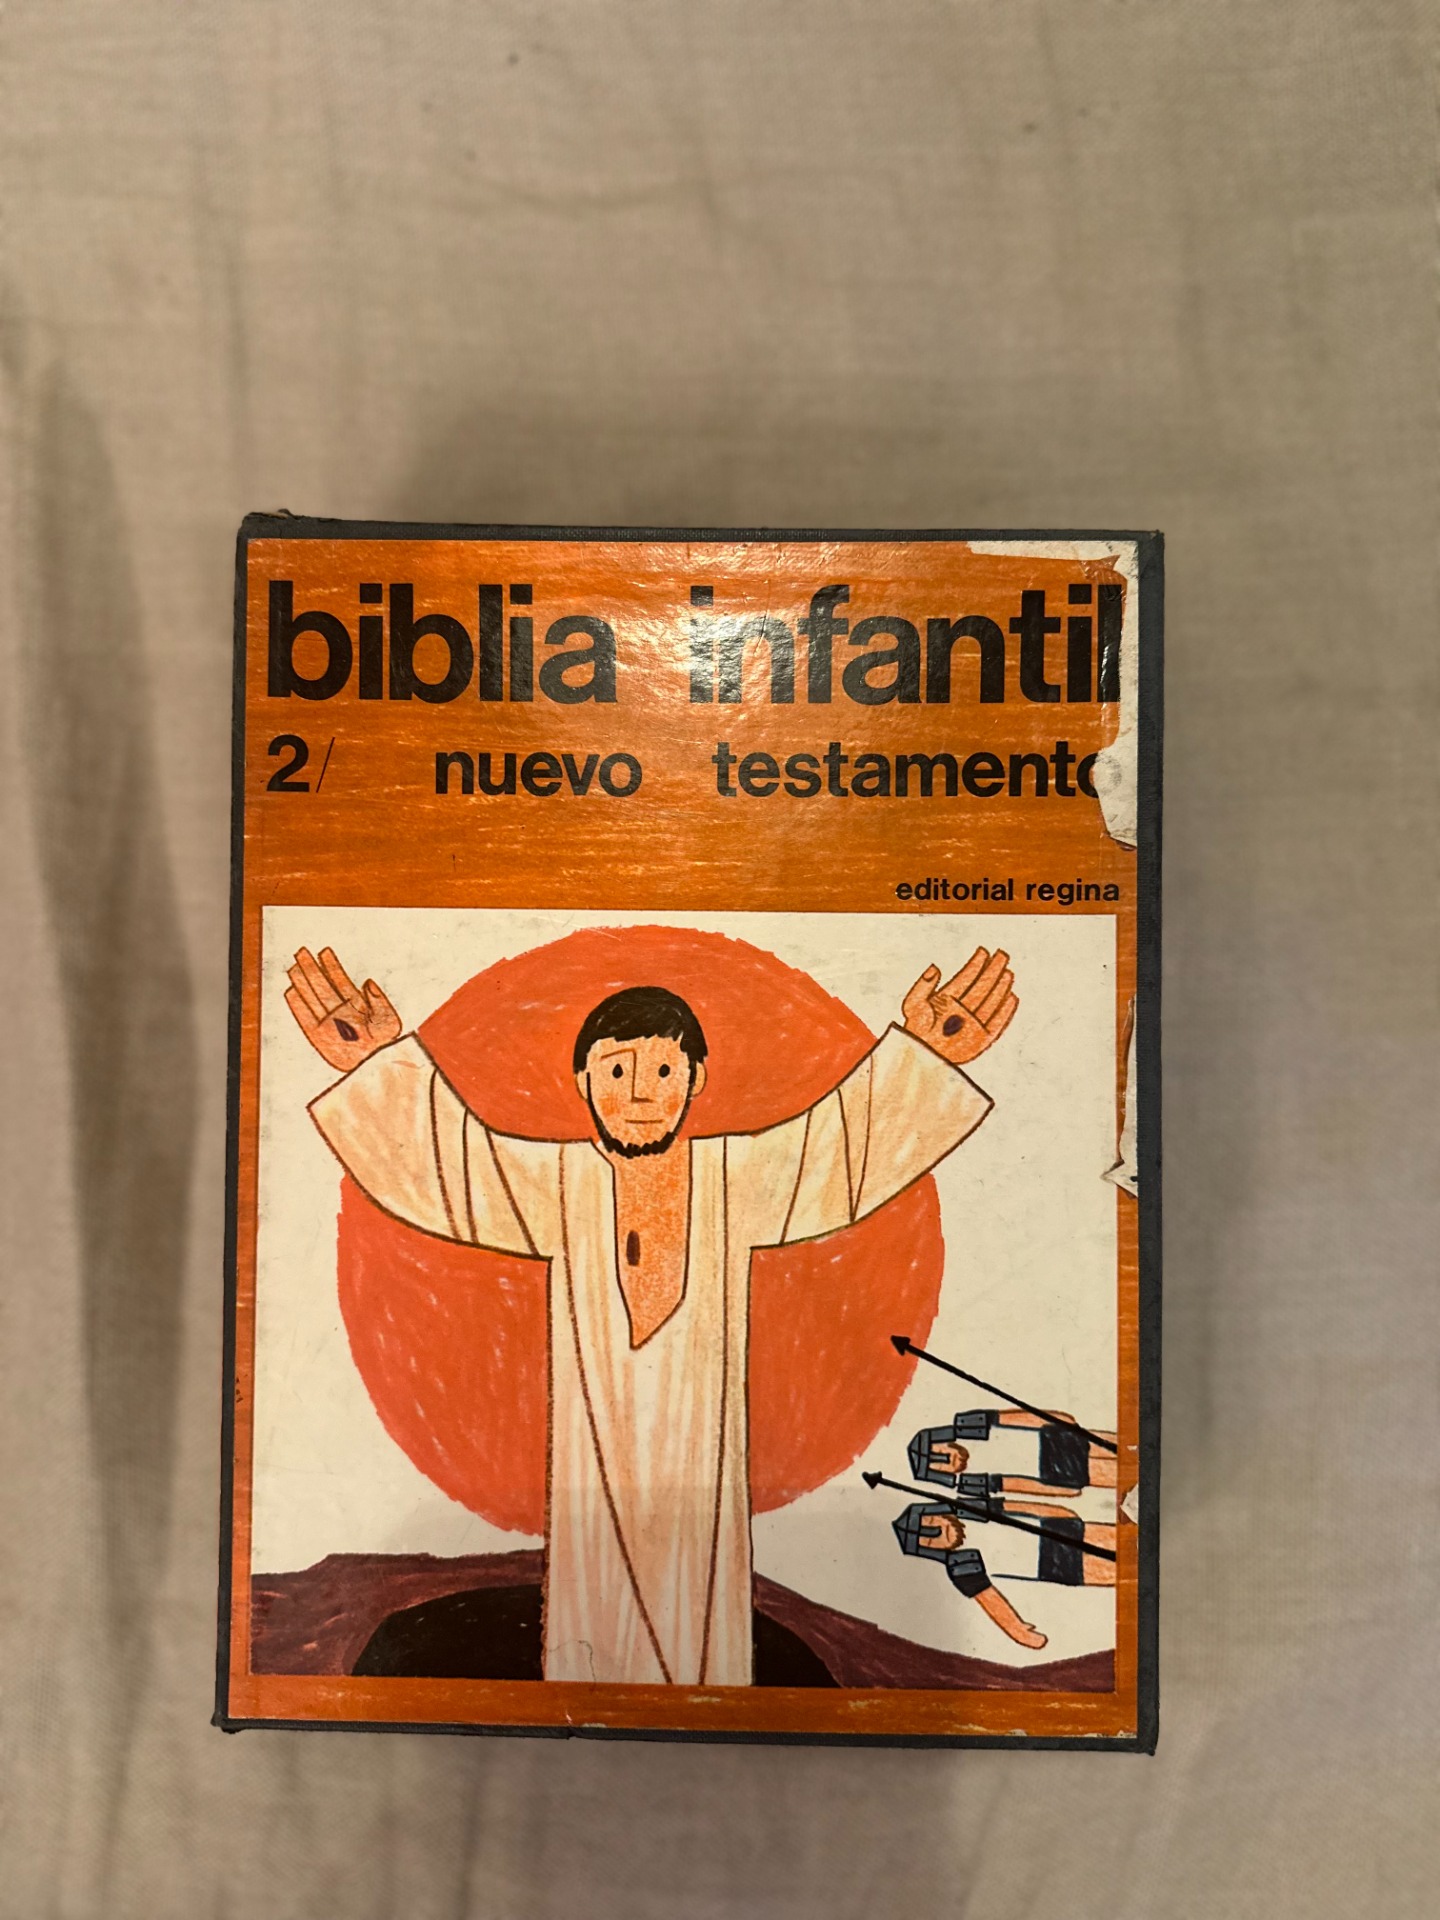 biblia infantil
2/ nuevo testamento
editorial regina